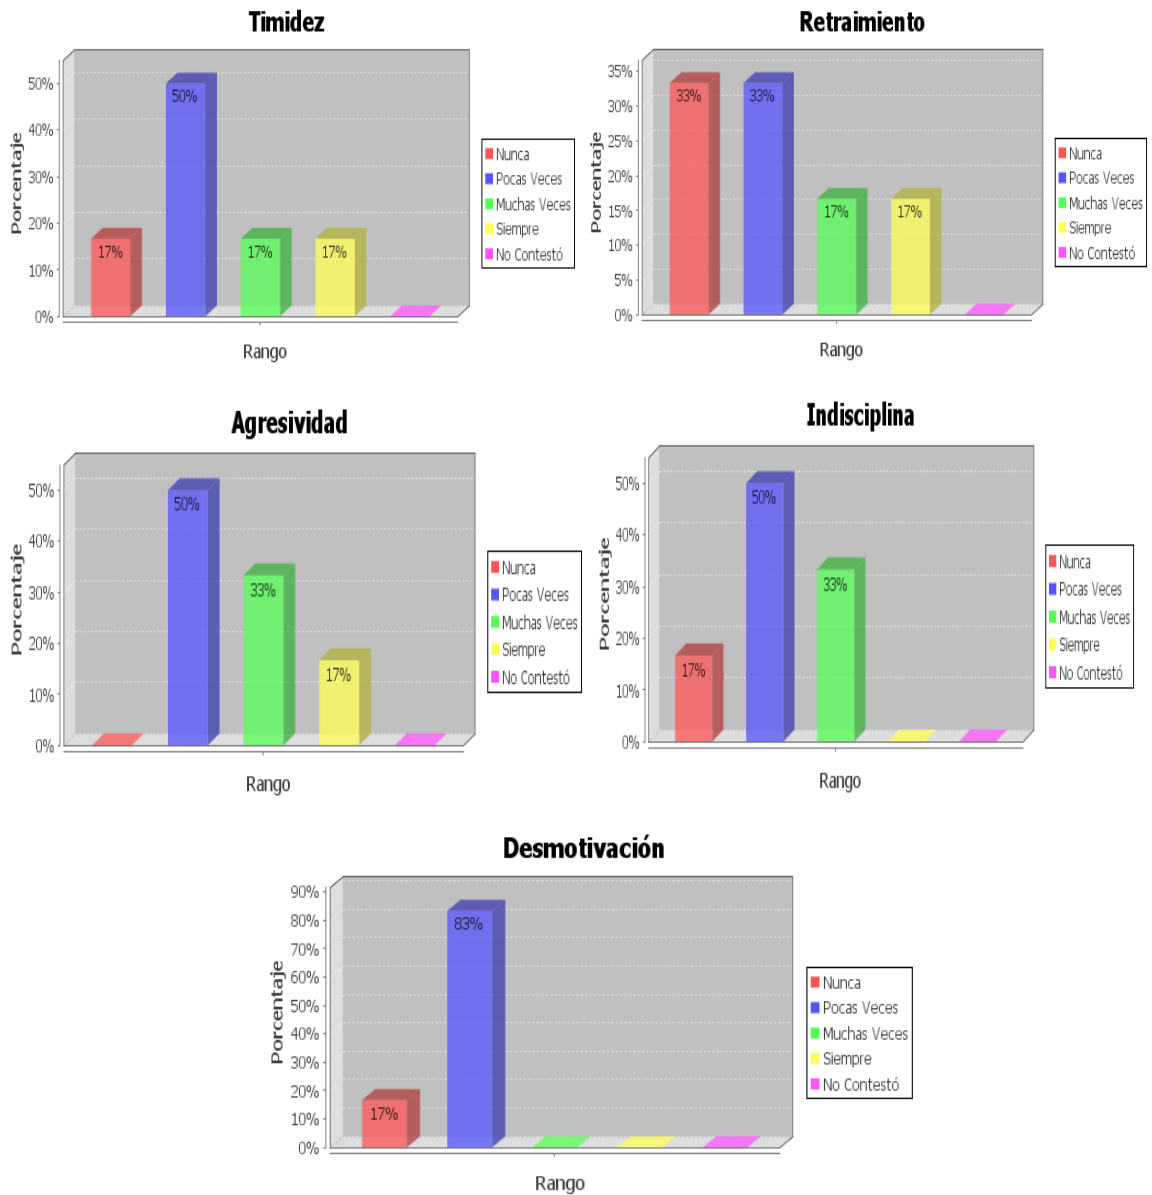 Timidez
Porcentaje
50%
40%
30%
20%
10%
0%
17%
50%
17%
17%
Rango
Nunca
Pocas Veces
Muchas Veces
Siempre
No Contestó
Retraimiento
Porcentaje
35%
30%
25%
20%
15%
10%
5%
0%
33%
33%
17%
17%
Rango
Nunca
Pocas Veces
Muchas Veces
Siempre
No Contestó
Agresividad
Porcentaje
50%
40%
30%
20%
10%
0%
50%
33%
17%
Rango
Nunca
Pocas Veces
Muchas Veces
Siempre
No Contestó
Indisciplina
Porcentaje
50%
40%
30%
20%
10%
0%
17%
50%
33%
Rango
Nunca
Pocas Veces
Muchas Veces
Siempre
No Contestó
Desmotivación
Porcentaje
90%
80%
70%
60%
50%
40%
30%
20%
10%
0%
17%
83%
Rango
Nunca
Pocas Veces
Muchas Veces
Siempre
No Contestó